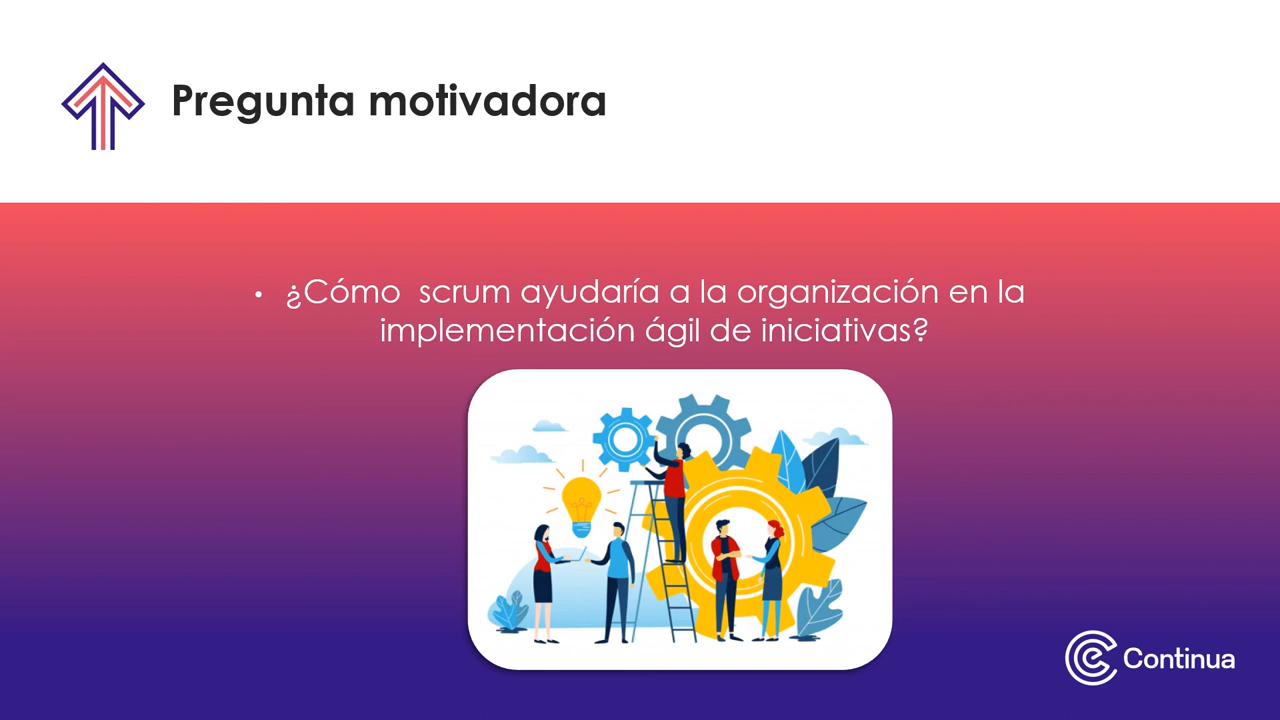 Pregunta motivadora
• ¿Cómo  scrum ayudaría a la organización en la
implementación ágil de iniciativas?
Continua